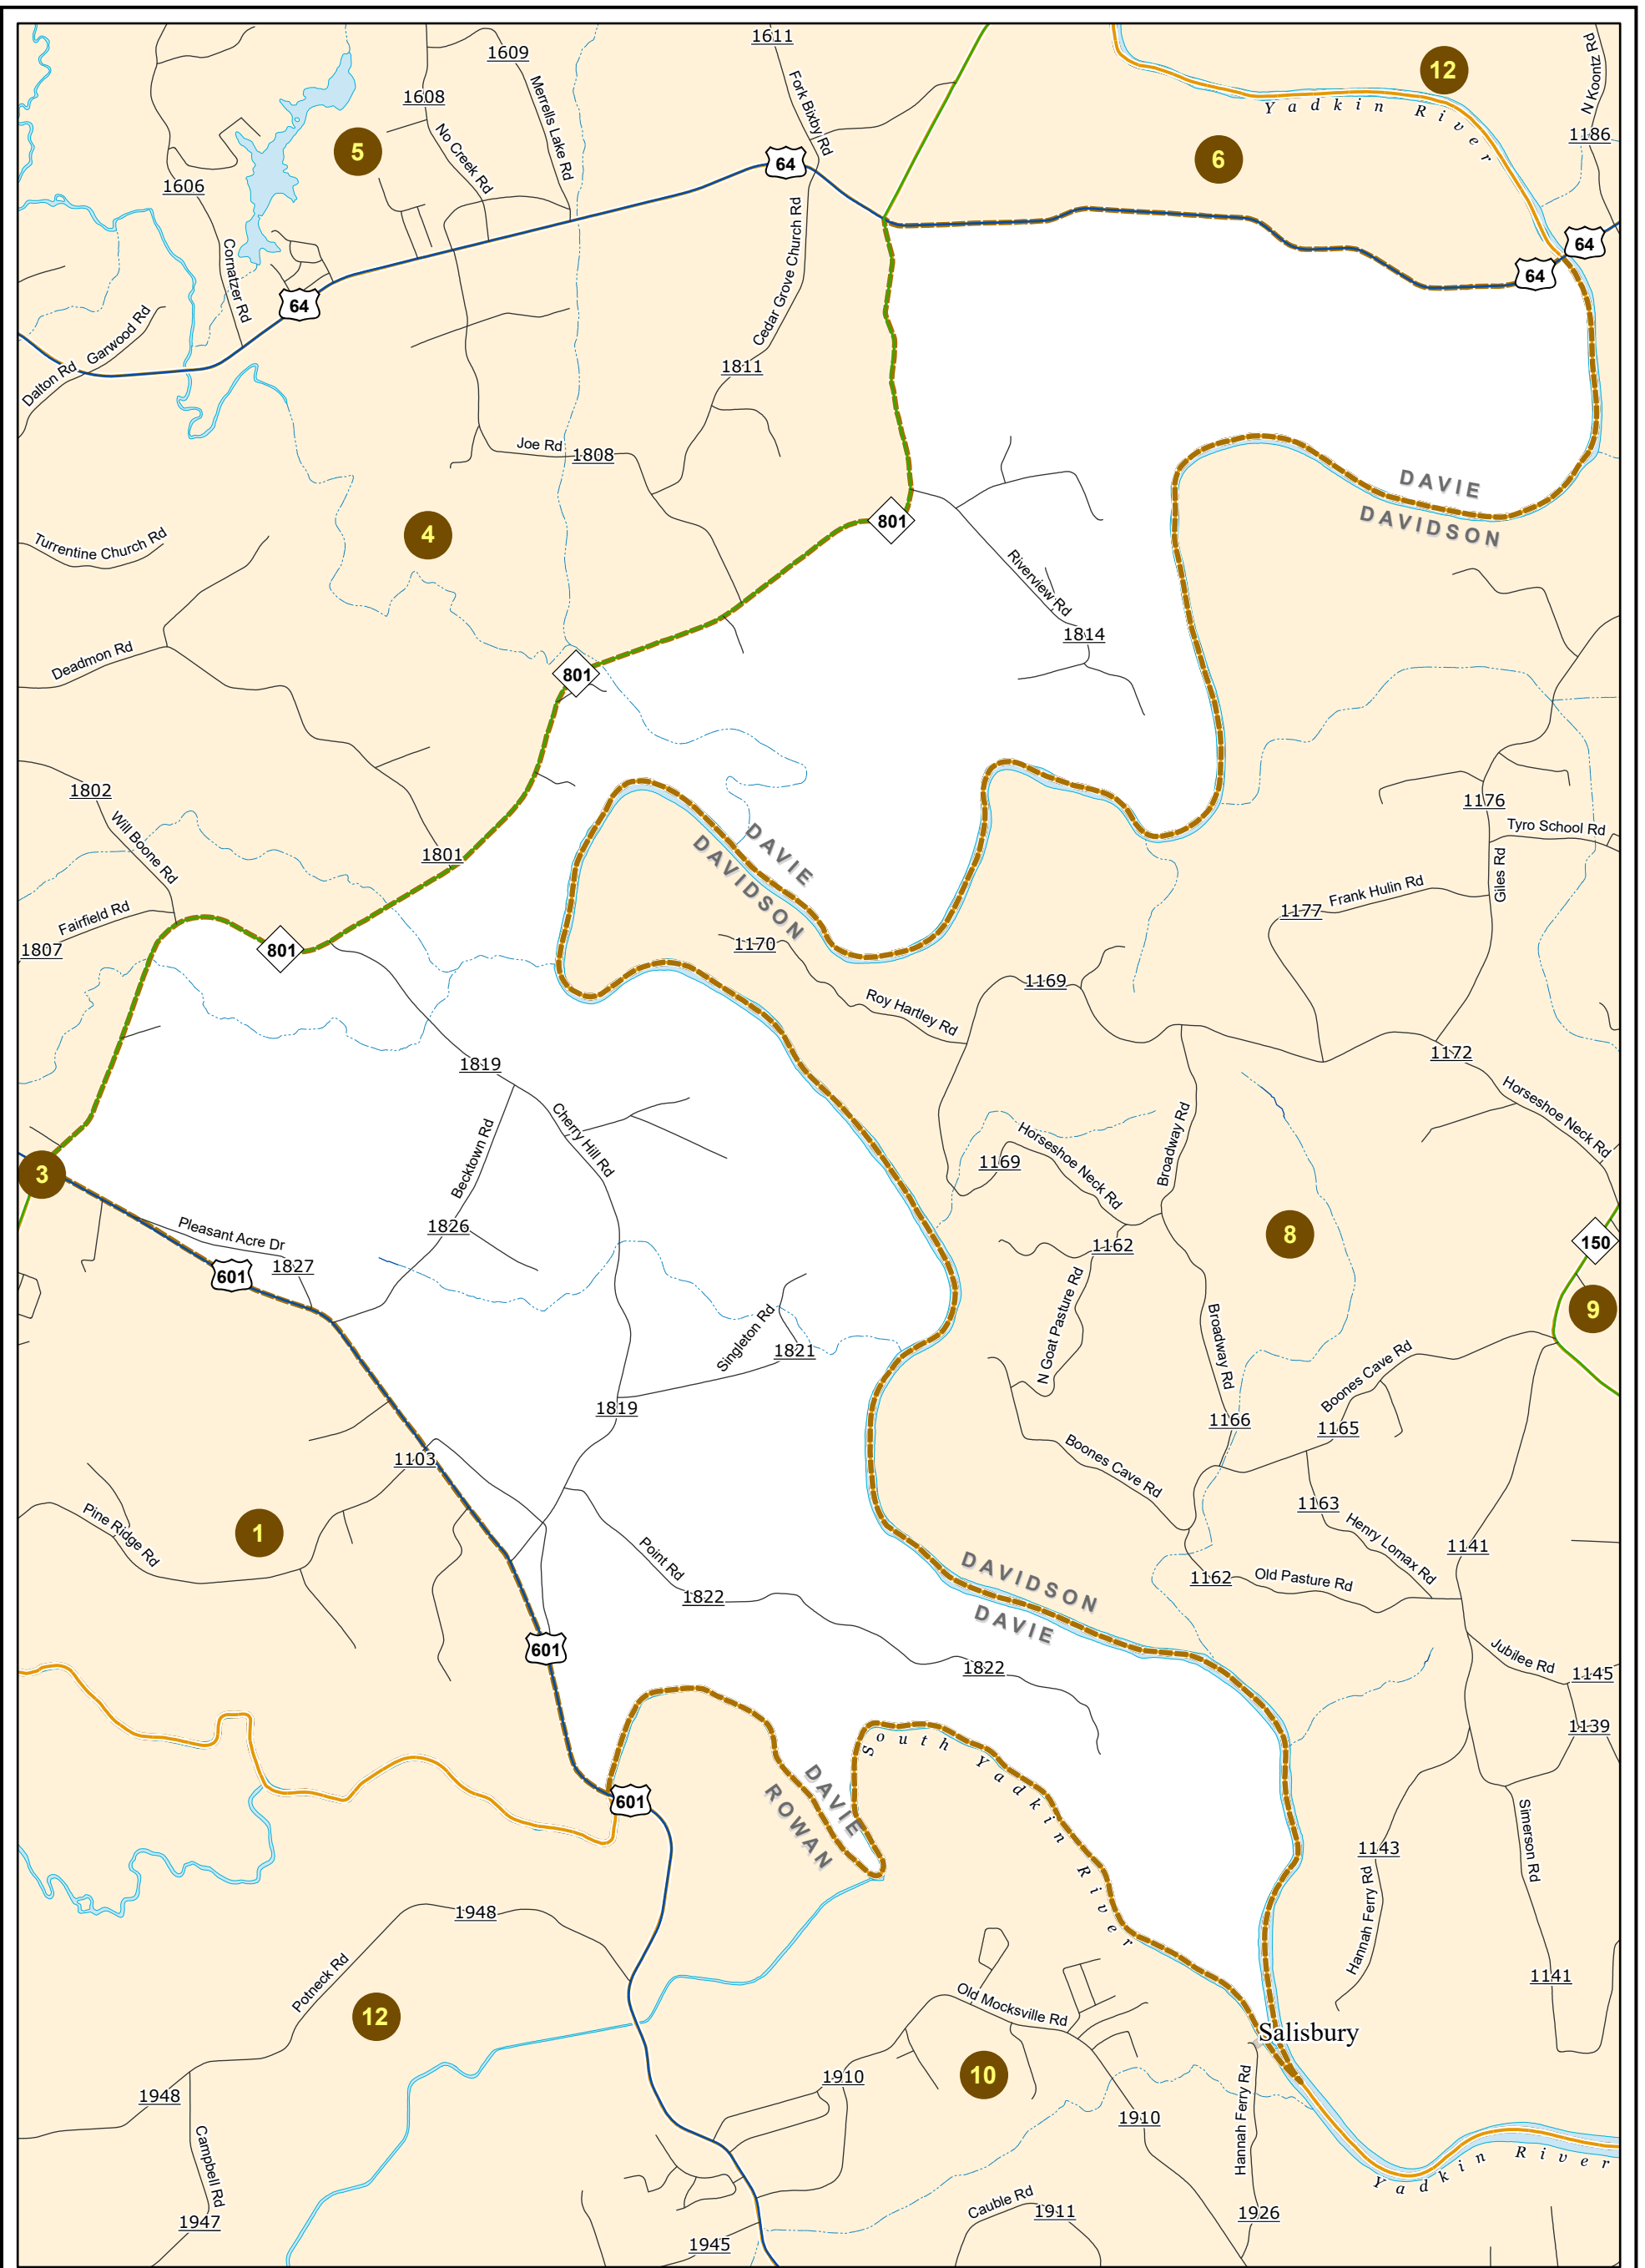 1611
1609
12
N Koontz Rd
Merrells Lake Rd
Fork Bixby Rd
1608
Yadkin River
1186
No Creek Rd
5
6
64
1606
Cornatzer Rd
Cedar Grove Church Rd
64
64
64
Garwood Rd
Dalton Rd
1811
Joe Rd
1808
DAVIE
DAVIDSON
801
4
Turrentine Church Rd
Riverview Rd
1814
Deadmon Rd
801
1802
1176
Will Boone Rd
Tyro School Rd
1801
DAVIE
DAVIDSON
Giles Rd
Frank Hulin Rd
1177
Fairfield Rd
1807
801
1170
1169
Roy Hartley Rd
1172
1819
Horseshoe Neck Rd
Becktown Rd
Cherry Hill Rd
Horseshoe Neck Rd
Broadway Rd
3
1169
Pleasant Acre Dr
1826
1162
8
150
601
1827
N Goat Pasture Rd
9
Singleton Rd
1821
Broadway Rd
Boones Cave Rd
1819
1166
1165
1103
Boones Cave Rd
1163
Pine Ridge Rd
1
Henry Lomax Rd
1141
Point Rd
DAVIDSON
DAVIE
1822
1162
Old Pasture Rd
601
1822
Jubilee Rd
1145
1139
South Yadkin River
DAVIE
ROWAN
601
Simerson Rd
1143
Hannah Ferry Rd
1948
1141
Potneck Rd
12
Old Mocksville Rd
Salisbury
10
1910
1948
1910
Hannah Ferry Rd
Campbell Rd
Yadkin River
Cauble Rd
1911
1926
1947
1945